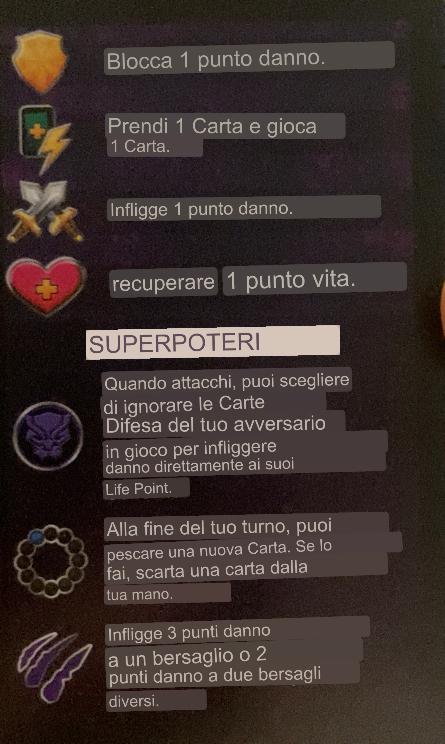 Blocca 1 punto danno.
Prendi 1 Carta e gioca
1 Carta.
Infligge 1 punto danno.
recuperare 1 punto vita.
SUPERPOTERI
Quando attacchi, puoi scegliere
di ignorare le Carte
Difesa del tuo avversario
in gioco per infliggere
danno direttamente ai suoi
Life Point.
Alla fine del tuo turno, puoi
pescare una nuova Carta. Se lo
fai, scarta una carta dalla
tua mano.
Infligge 3 punti danno
a un bersaglio o 2
punti danno a due bersagli
diversi.